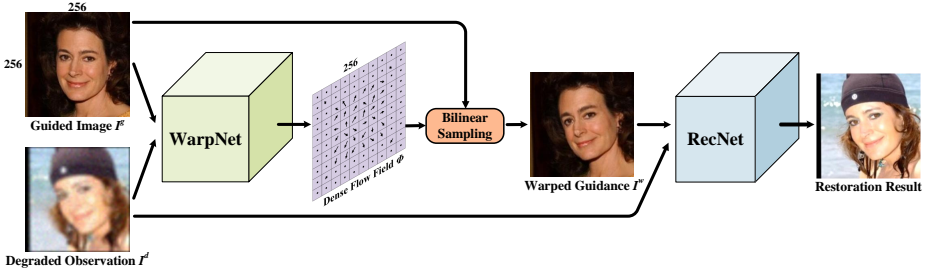 256
256
Guided Image I^g
WarpNet
256
Dense Flow Field Φ
Bilinear
Sampling
Warped Guidance I^w
RecNet
Restoration Result
Degraded Observation I^d